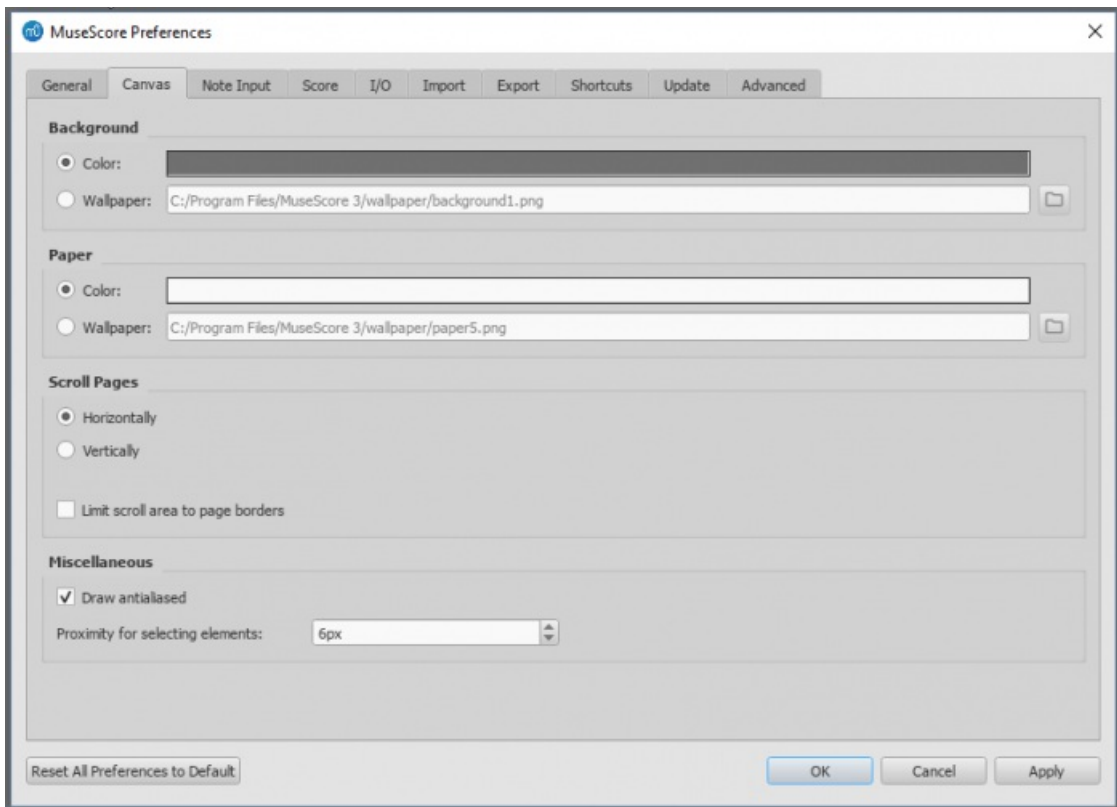 MuseScore Preferences
General Canvas Note Input Score I/O Import Export Shortcuts Update Advanced
Background
Color:
Wallpaper: C:/Program Files/MuseScore 3/wallpaper/background1.png
Paper
Color:
Wallpaper: C:/Program Files/MuseScore 3/wallpaper/paper5.png
Scroll Pages
Horizontally
Vertically
Limit scroll area to page borders
Miscellaneous
Draw antialiased
Proximity for selecting elements: 6px
Reset All Preferences to Default OK Cancel Apply